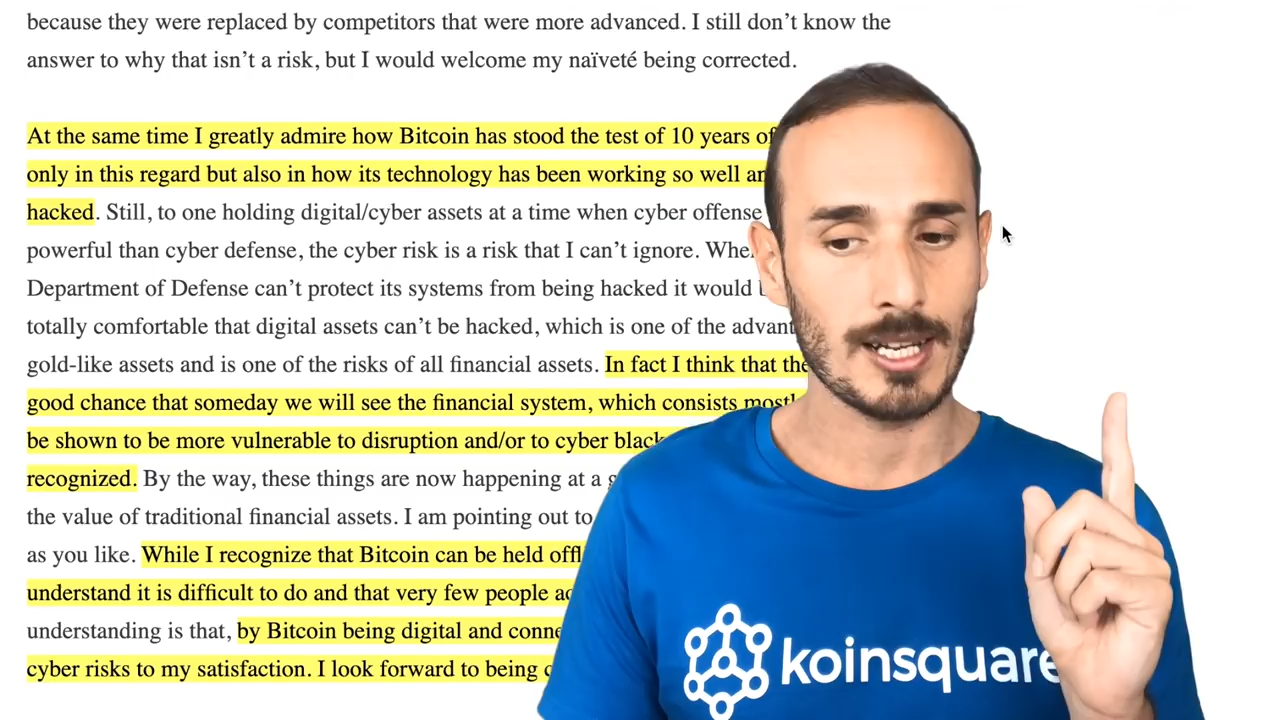 because they were replaced by competitors that were more advanced. I still don’t know the
answer to why that isn’t a risk, but I would welcome my naïveté being corrected.
At the same time I greatly admire how Bitcoin has stood the test of 10 years of
only in this regard but also in how its technology has been working so well
hacked. Still, to one holding digital/cyber assets at a time when cyber offense
powerful than cyber defense, the cyber risk is a risk that I can’t ignore.
Department of Defense can’t protect its systems from being hacked it would
totally comfortable that digital assets can’t be hacked, which is one of the
gold-like assets and is one of the risks of all financial assets. In fact I think that
good chance that someday we will see the financial system, which consists
be shown to be more vulnerable to disruption and/or to cyber
recognized. By the way, these things are now happening at a
the value of traditional financial assets. I am pointing out to
as you like. While I recognize that Bitcoin can be held
understand it is difficult to do and that very few people
understanding is that, by Bitcoin being digital and
cyber risks to my satisfaction. I look forward to being
koinsquare